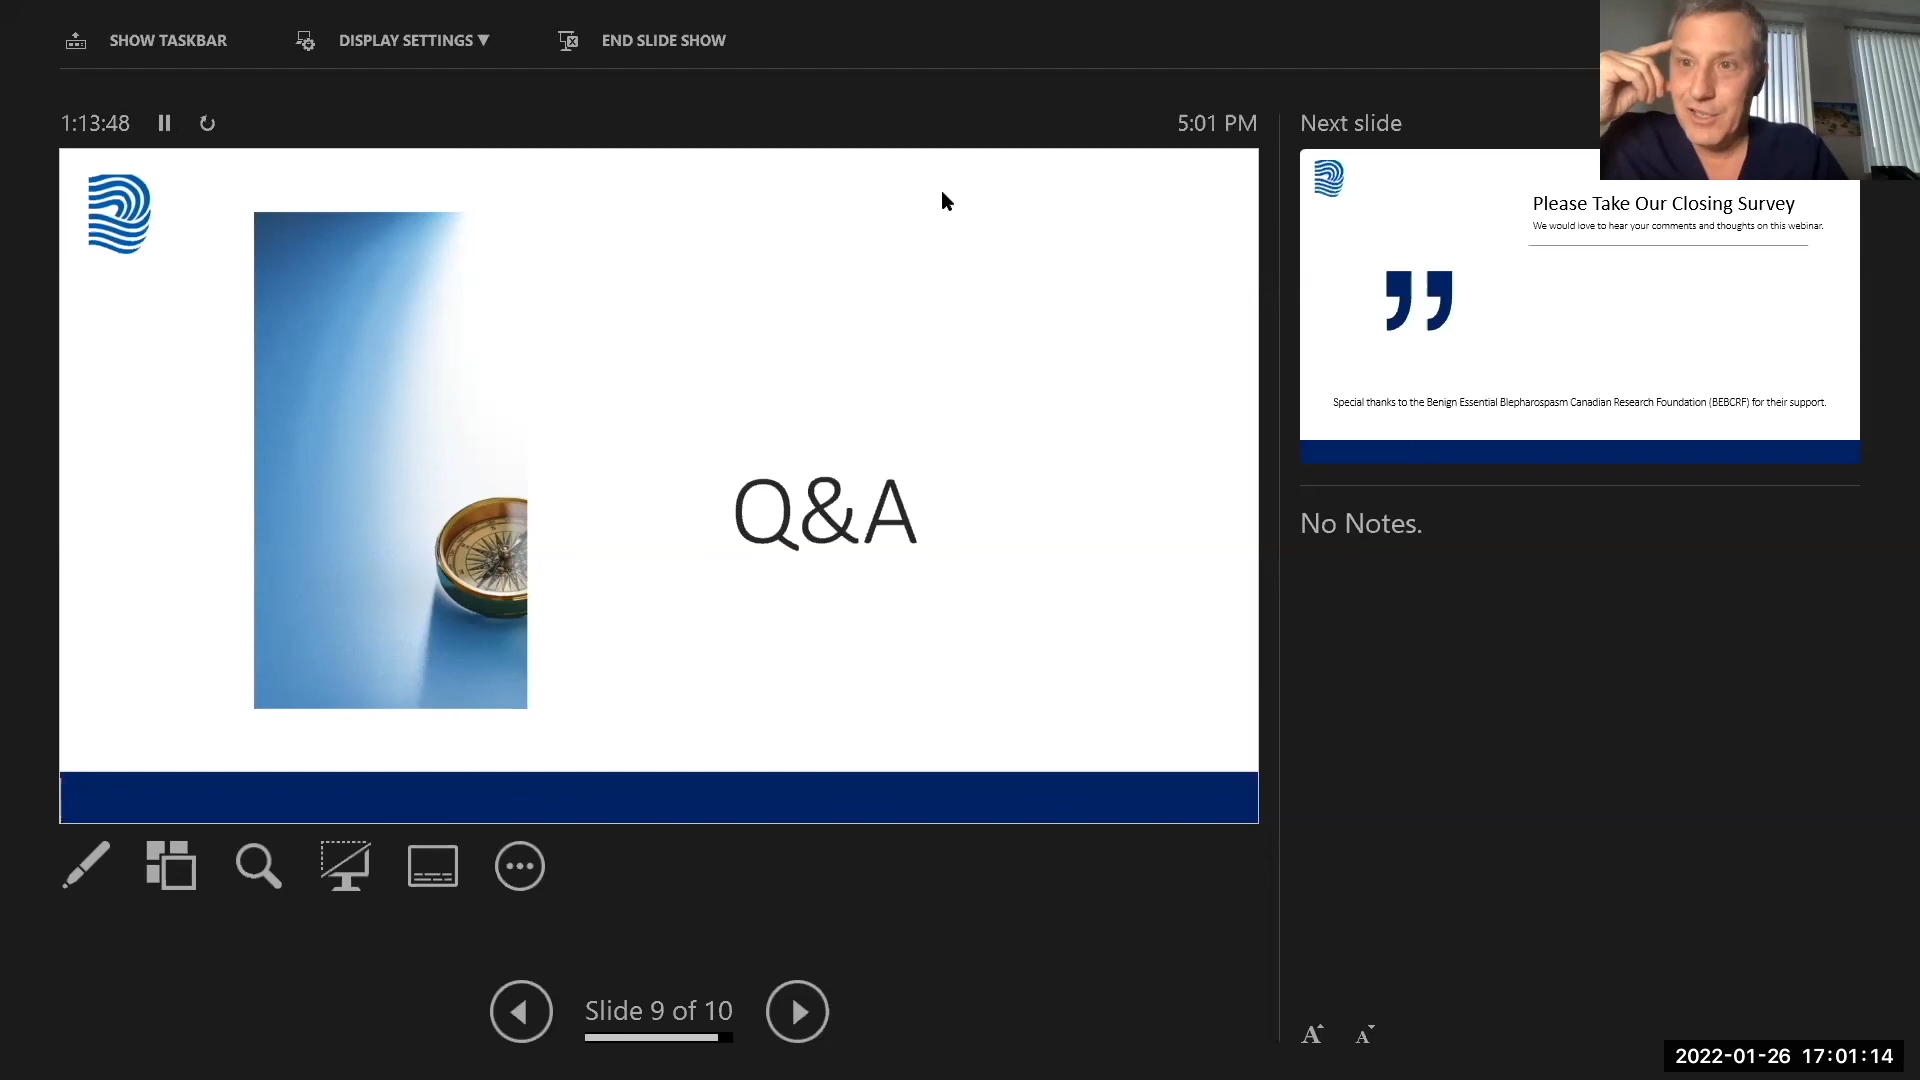 SHOW TASKBAR
DISPLAY SETTINGS ▼
END SLIDE SHOW
1:13:48
5:01 PM
Next slide
Q&A
Please Take Our Closing Survey
We would love to hear your comments and thoughts on this webinar.
”
Special thanks to the Benign Essential Blepharospasm Canadian Research Foundation (BEBCRF) for their support.
No Notes.
Slide 9 of 10
A A
2022-01-26 17:01:14